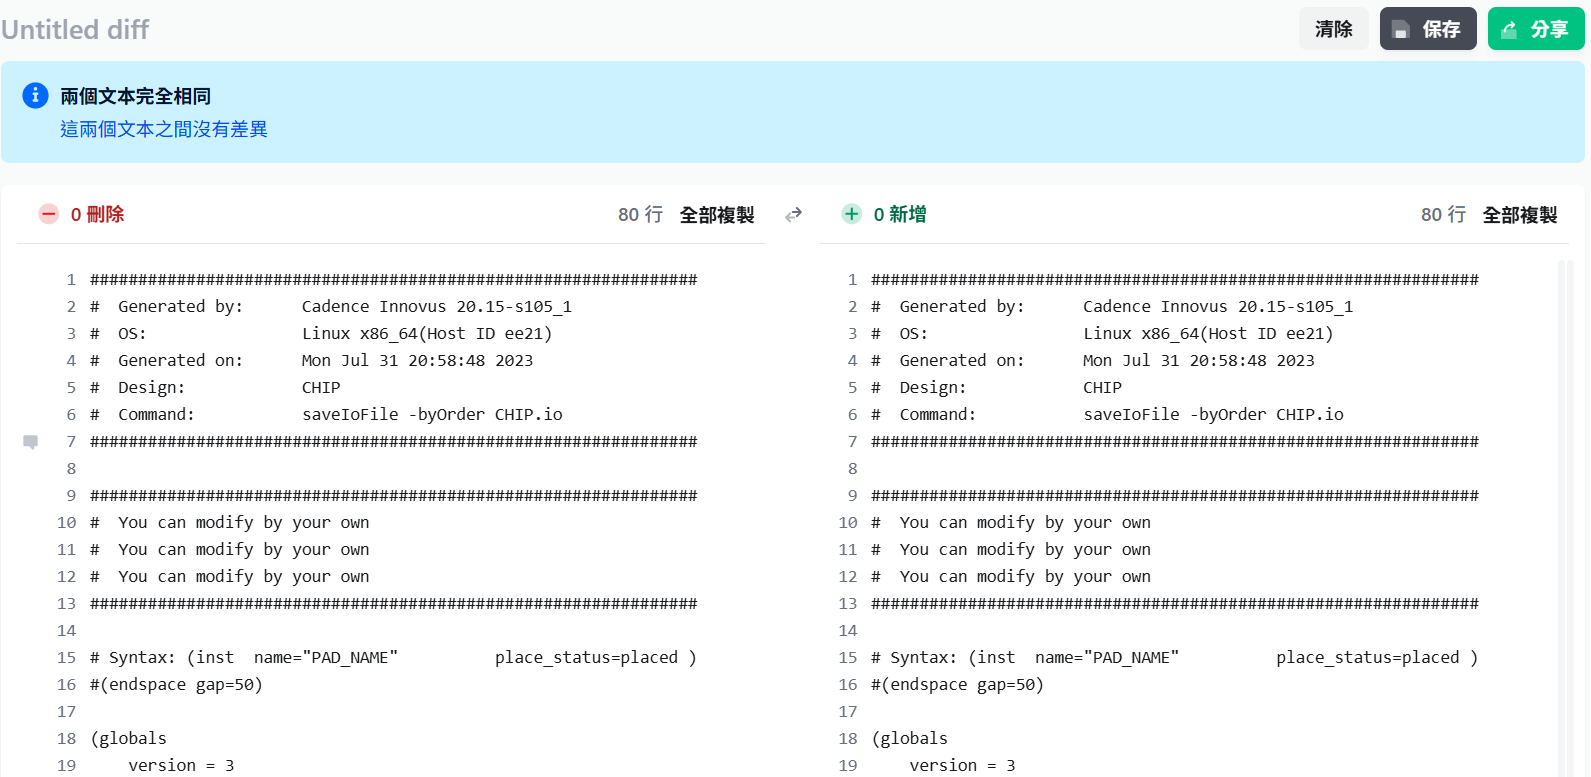 Untitled diff
清除
保存
分享
兩個文本完全相同
這兩個文本之間沒有差異
0 刪除
80 行
全部複製
0 新增
80 行
全部複製
1 ###############################################################
2 #  Generated by:      Cadence Innovus 20.15-s105_1
3 #  OS:                Linux x86_64(Host ID ee21)
4 #  Generated on:      Mon Jul 31 20:58:48 2023
5 #  Design:            CHIP
6 #  Command:           saveIoFile -byOrder CHIP.io
7 ###############################################################
8
9 ###############################################################
10 #  You can modify by your own
11 #  You can modify by your own
12 #  You can modify by your own
13 ###############################################################
14
15 # Syntax: (inst  name="PAD_NAME"          place_status=placed )
16 #(endspace gap=50)
17
18 (globals
19     version = 3
1 ###############################################################
2 #  Generated by:      Cadence Innovus 20.15-s105_1
3 #  OS:                Linux x86_64(Host ID ee21)
4 #  Generated on:      Mon Jul 31 20:58:48 2023
5 #  Design:            CHIP
6 #  Command:           saveIoFile -byOrder CHIP.io
7 ###############################################################
8
9 ###############################################################
10 #  You can modify by your own
11 #  You can modify by your own
12 #  You can modify by your own
13 ###############################################################
14
15 # Syntax: (inst  name="PAD_NAME"          place_status=placed )
16 #(endspace gap=50)
17
18 (globals
19     version = 3